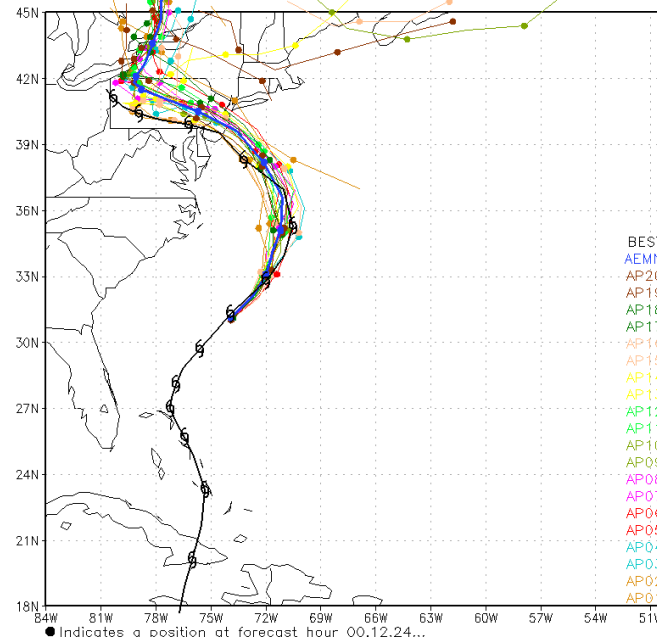 45N
42N
39N
36N
33N
30N
27N
24N
21N
18N
84W 81W 78W 75W 72W 69W 66W 63W 60W 57W 54W 51W
BEST
AEMN
AP20
AP19
AP18
AP17
AP16
AP15
AP14
AP13
AP12
AP11
AP10
AP09
AP08
AP07
AP06
AP05
AP04
AP03
AP02
AP01
Indicates a position at forecast hour 00,12,24...